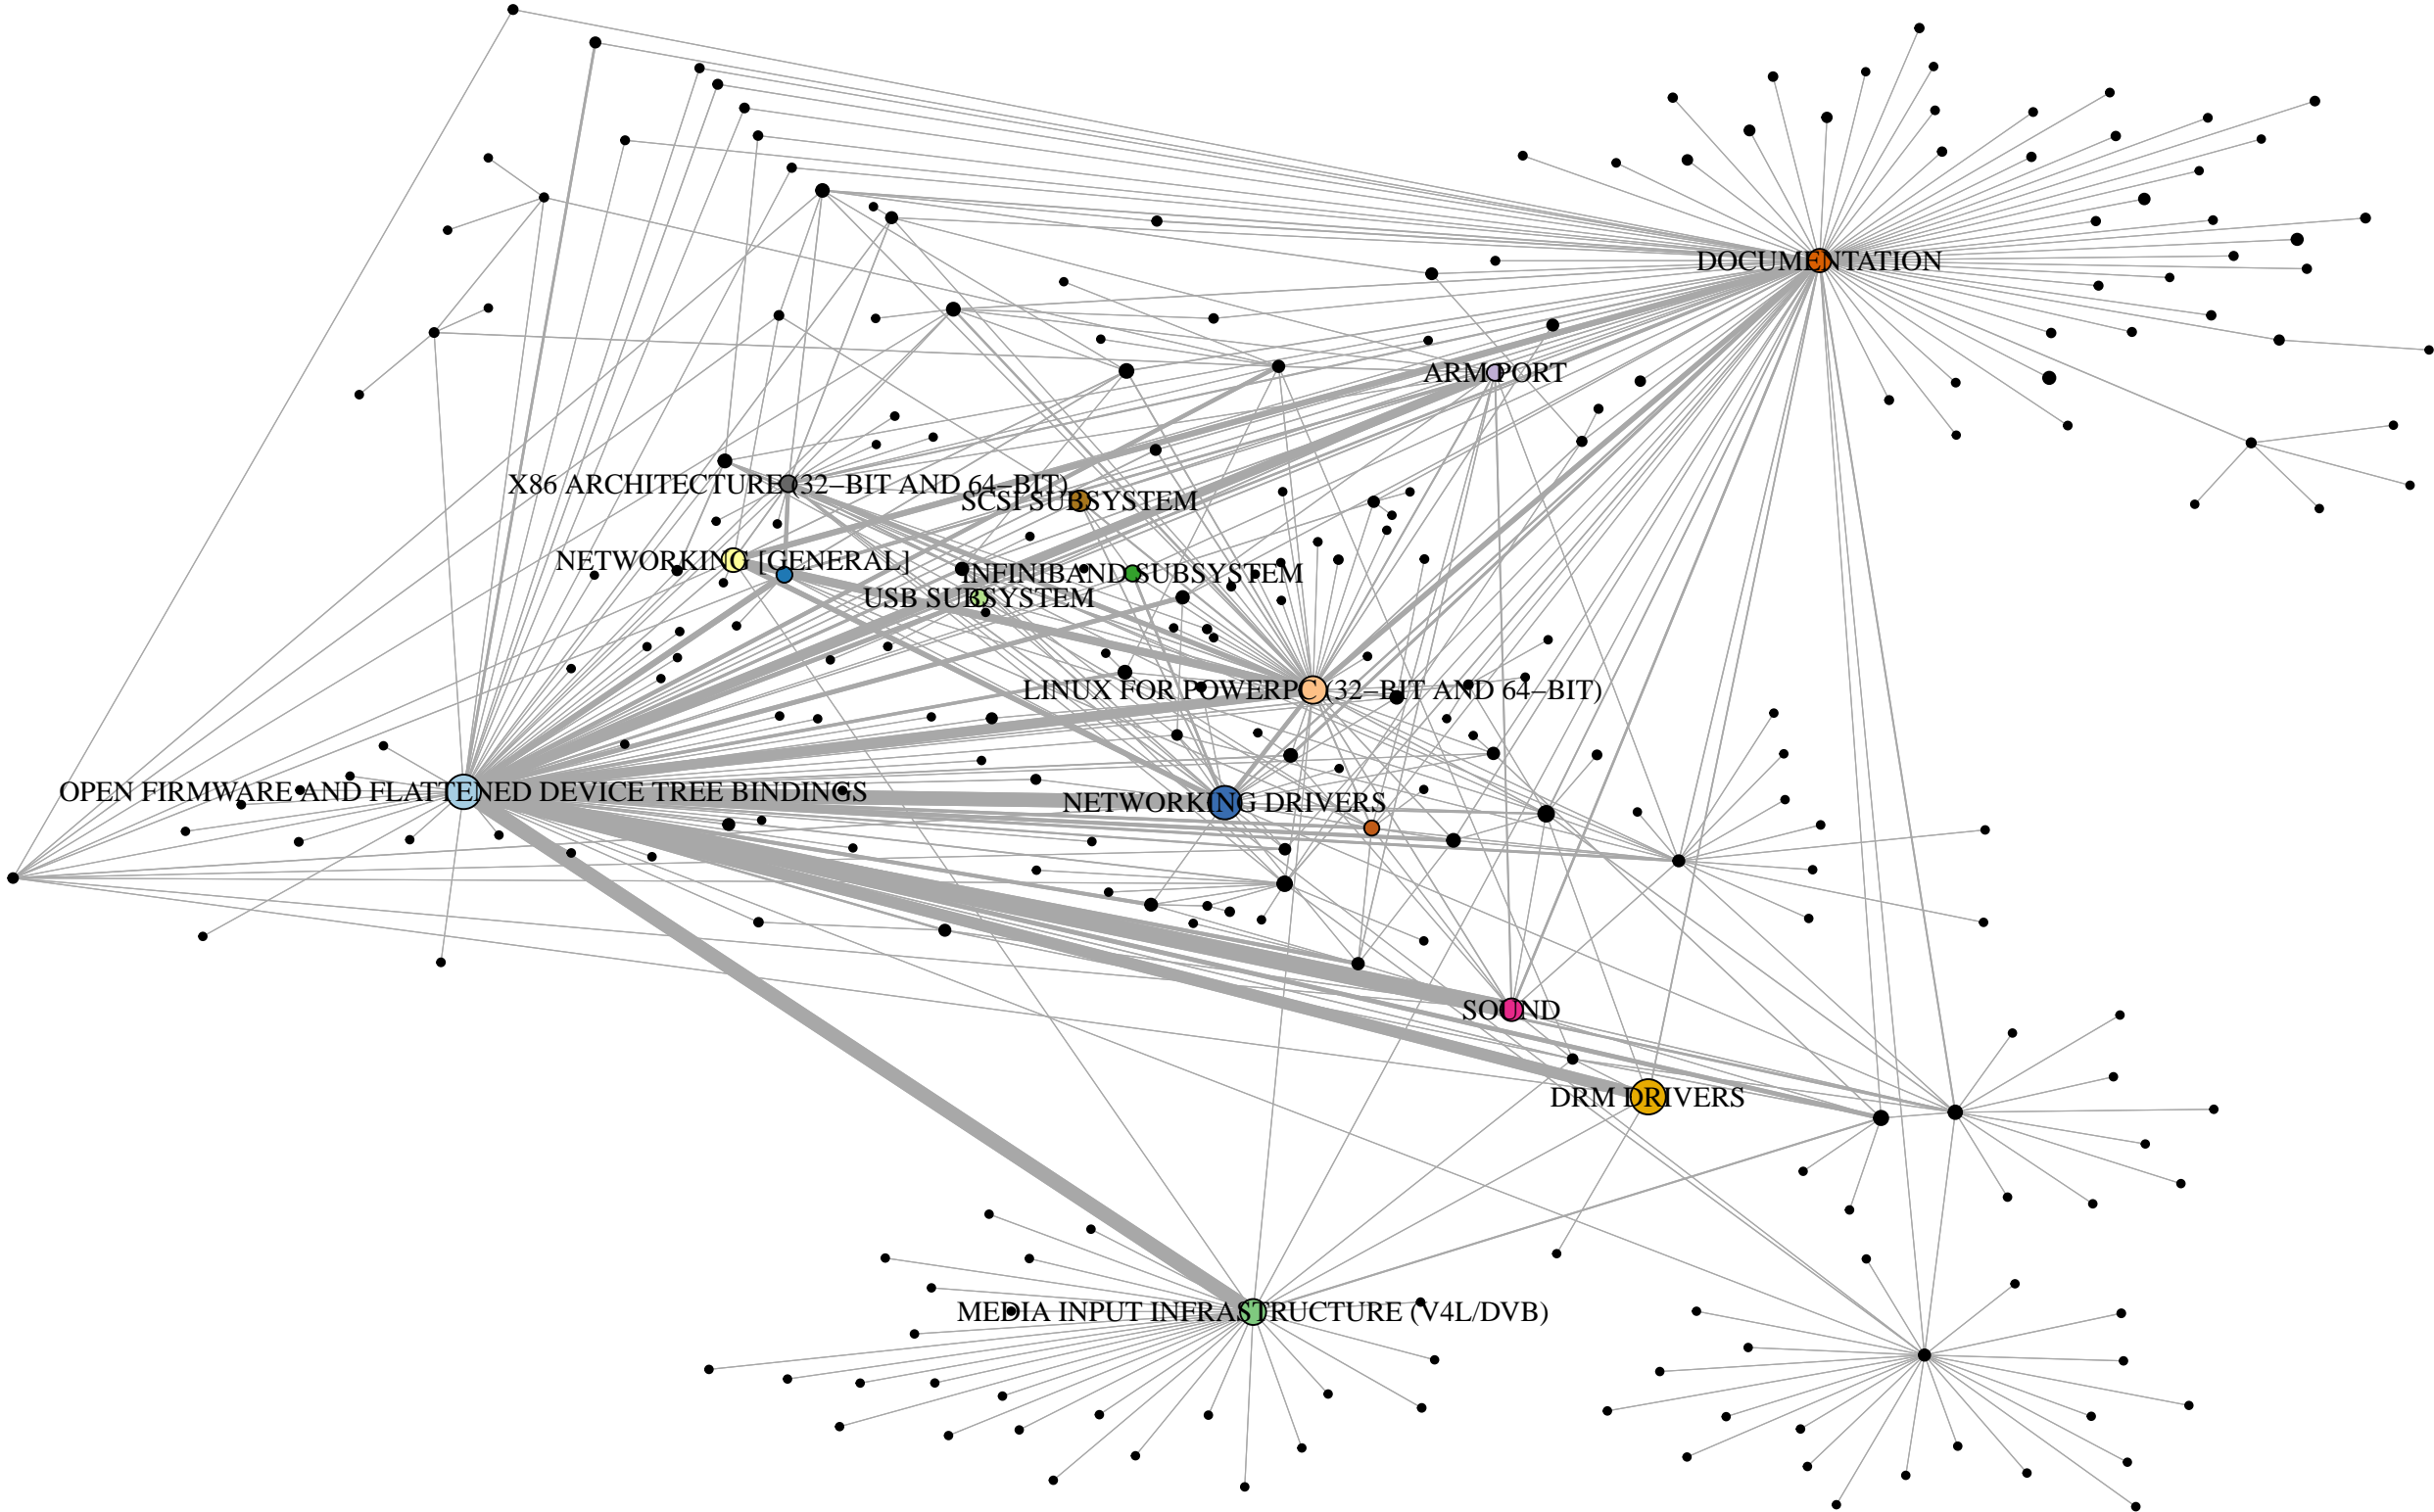 DOCUMENTATION
ARM PORT
X86 ARCHITECTURE (32−BIT AND 64−BIT)
SCSI SUBSYSTEM
NETWORKING [GENERAL]
INFINIBAND SUBSYSTEM
USB SUBSYSTEM
LINUX FOR POWERPC (32−BIT AND 64−BIT)
OPEN FIRMWARE AND FLATTENED DEVICE TREE BINDINGS
NETWORKING DRIVERS
SOUND
DRM DRIVERS
MEDIA INPUT INFRASTRUCTURE (V4L/DVB)